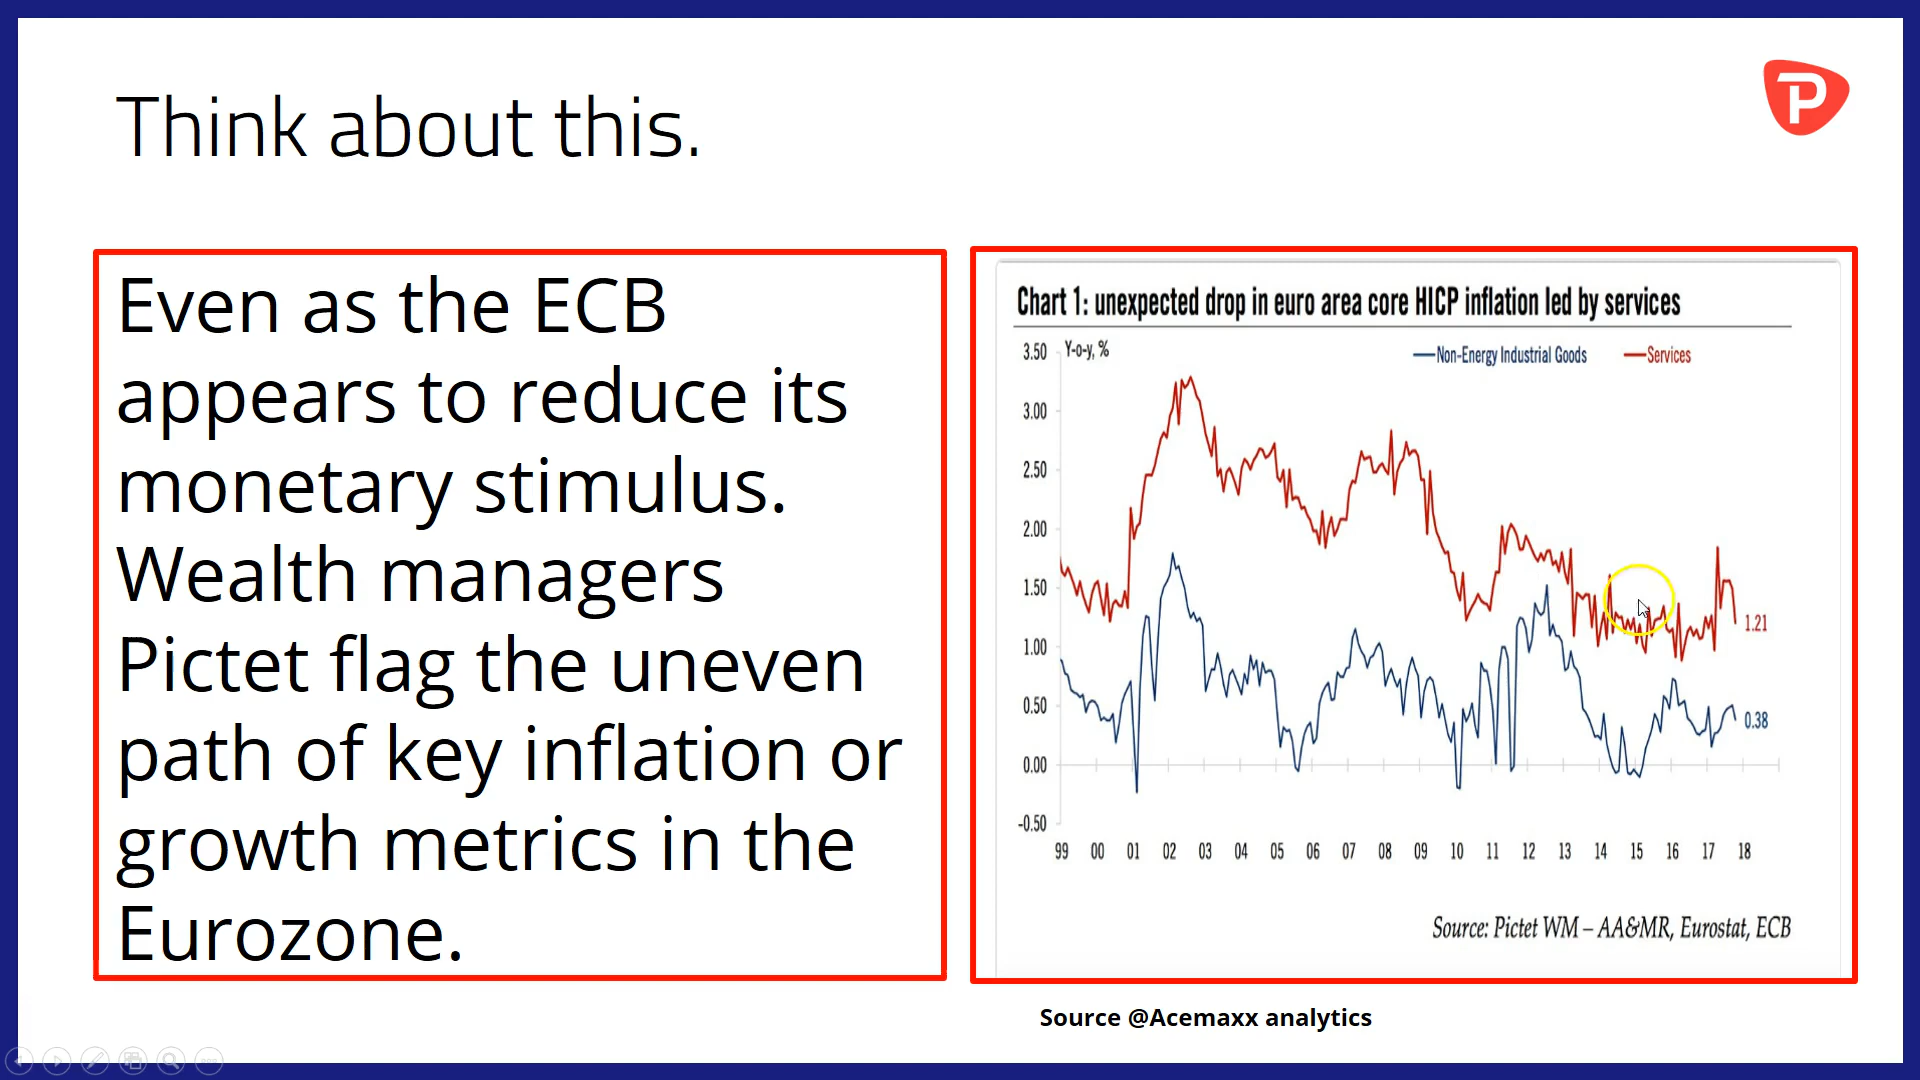 Think about this.
P
Even as the ECB
appears to reduce its
monetary stimulus.
Wealth managers
Pictet flag the uneven
path of key inflation or
growth metrics in the
Eurozone.
Chart 1: unexpected drop in euro area core HICP inflation led by services
3.50 Y-o-y, % Non-Energy Industrial Goods Services
3.00
2.50
2.00
1.50
1.21
1.00
0.50
0.38
0.00
-0.50
99 00 01 02 03 04 05 06 07 08 09 10 11 12 13 14 15 16 17 18
Source: Pictet WM – AA&MR, Eurostat, ECB
Source @Acemaxx analytics